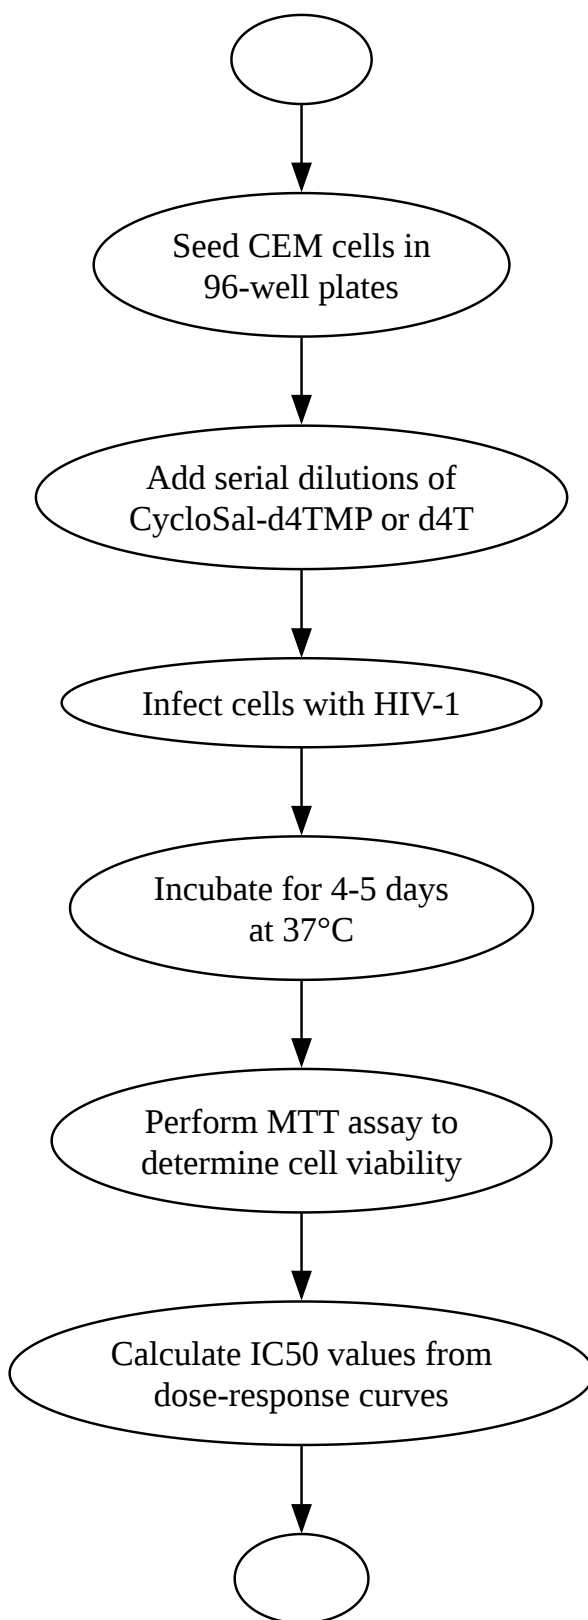 Seed CEM cells in
96-well plates
Add serial dilutions of
CycloSal-d4TMP or d4T
Infect cells with HIV-1
Incubate for 4-5 days
at 37°C
Perform MTT assay to
determine cell viability
Calculate IC50 values from
dose-response curves